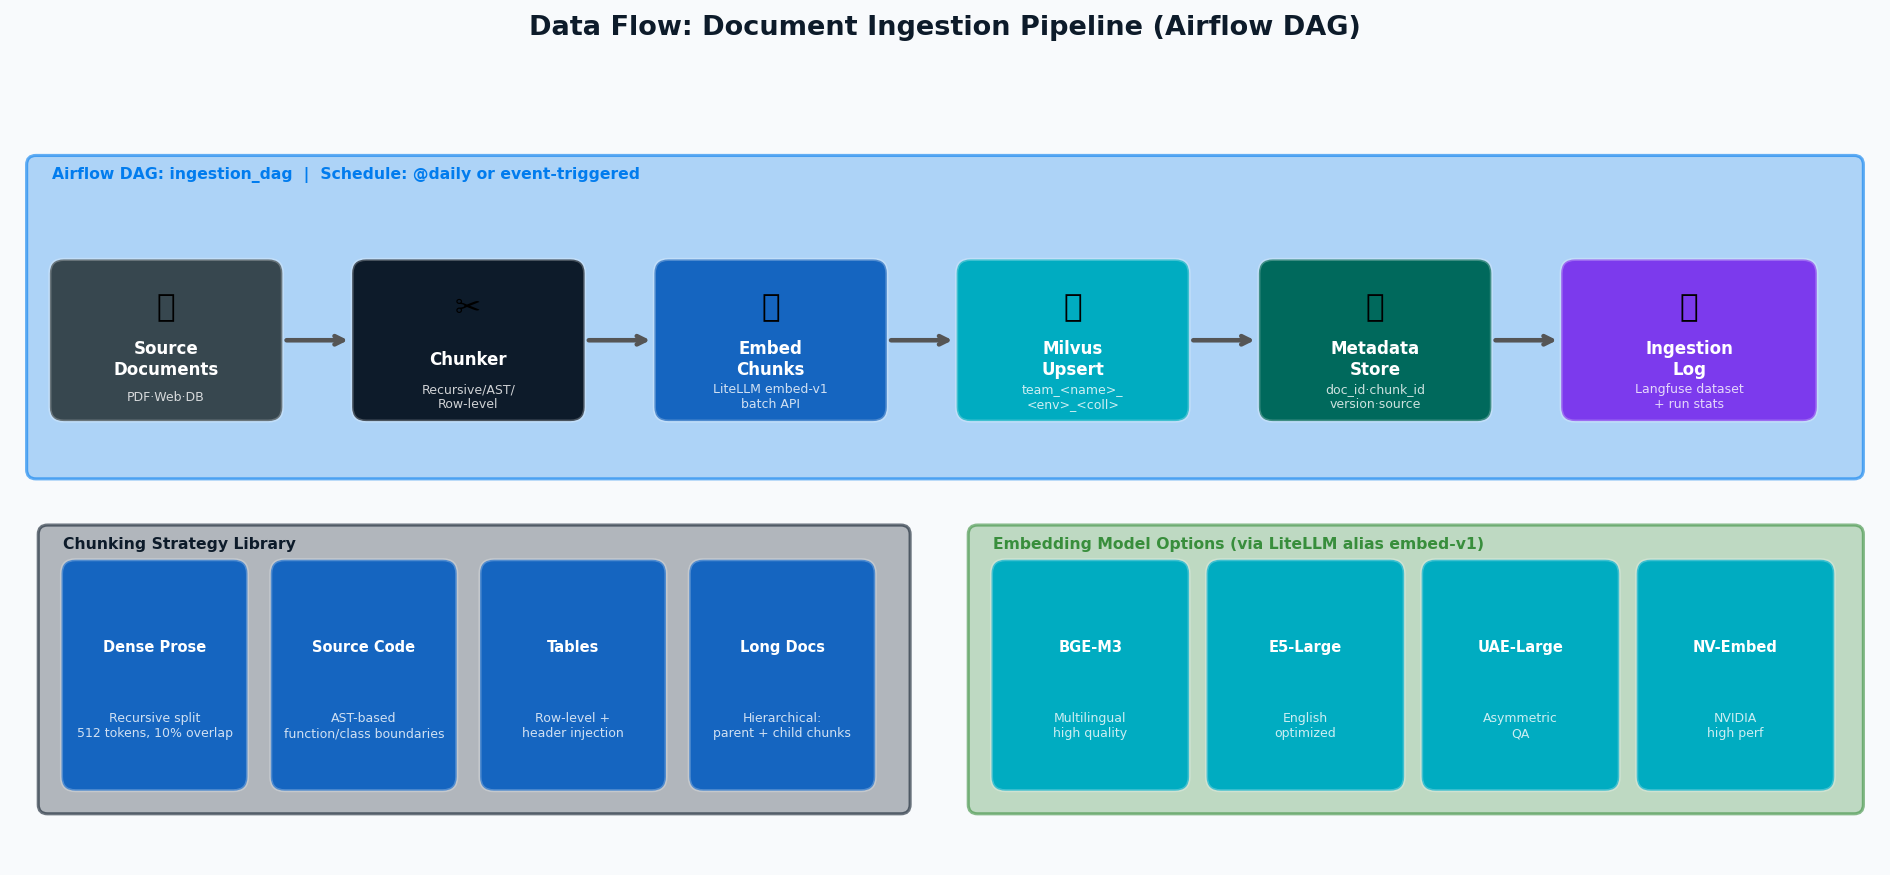 Data Flow: Document Ingestion Pipeline (Airflow DAG)
Airflow DAG: ingestion_dag  |  Schedule: @daily or event-triggered
Source
Documents
PDF·Web·DB
Chunker
Recursive/AST/
Row-level
Embed
Chunks
LiteLLM embed-v1
batch API
Milvus
Upsert
team_<name>_
<env>_<coll>
Metadata
Store
doc_id·chunk_id
version·source
Ingestion
Log
Langfuse dataset
+ run stats
Chunking Strategy Library
Dense Prose
Recursive split
512 tokens, 10% overlap
Source Code
AST-based
function/class boundaries
Tables
Row-level +
header injection
Long Docs
Hierarchical:
parent + child chunks
Embedding Model Options (via LiteLLM alias embed-v1)
BGE-M3
Multilingual
high quality
E5-Large
English
optimized
UAE-Large
Asymmetric
QA
NV-Embed
NVIDIA
high perf